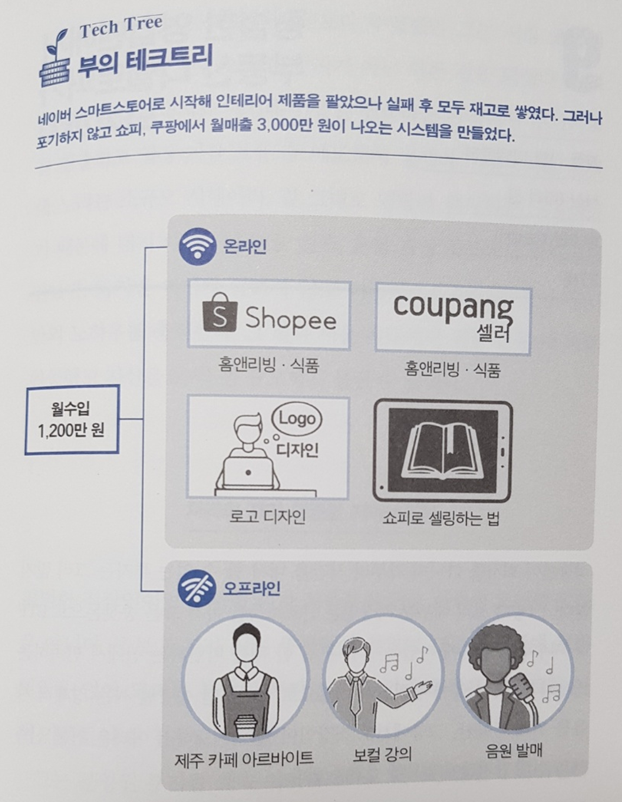 Tech Tree
부의 테크트리
네이버 스마트스토어로 시작해 인테리어 제품을 팔았으나 실패 후 모두 재고로 쌓였다. 그러나
포기하지 않고 쇼피, 쿠팡에서 월매출 3,000만 원이 나오는 시스템을 만들었다.
온라인
S Shopee
coupang
셀러
홈앤리빙 · 식품
홈앤리빙 · 식품
월수입
1,200만 원
Logo
디자인
로고 디자인
쇼피로 셀링하는 법
오프라인
제주 카페 아르바이트
보컬 강의
음원 발매